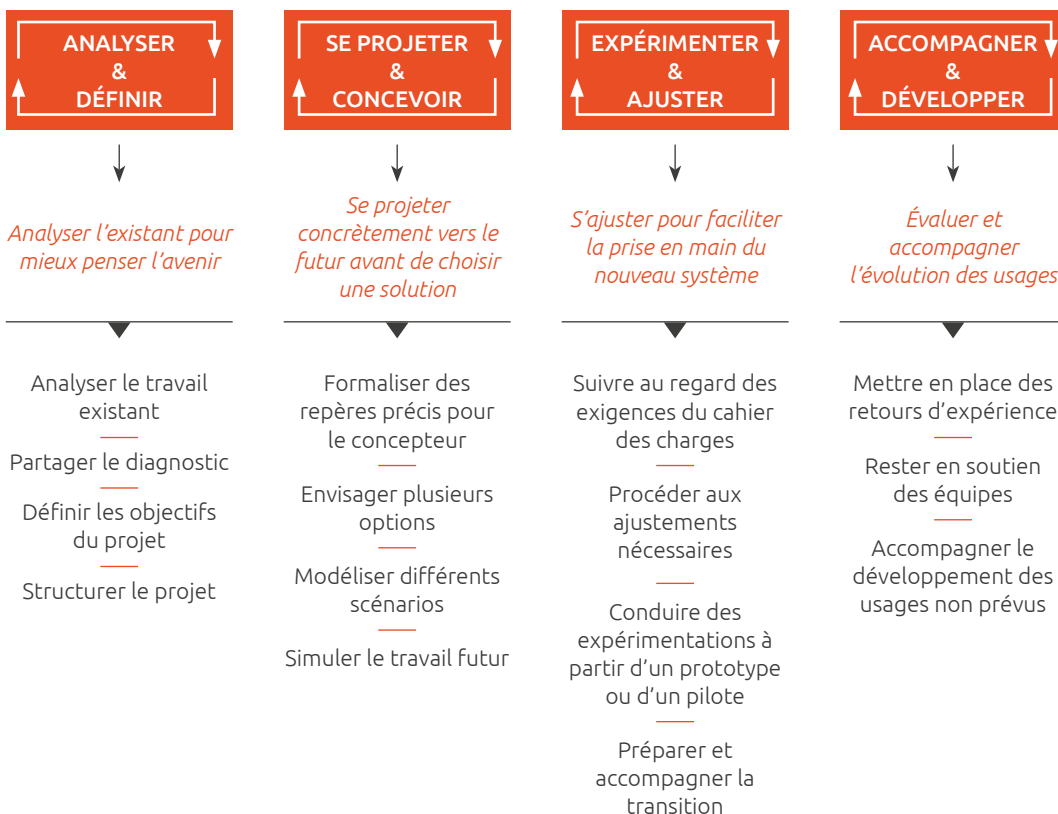 ANALYSER
&
DÉFINIR
Analyser l’existant pour
mieux penser l’avenir
Analyser le travail
existant
Partager le diagnostic
Définir les objectifs
du projet
Structurer le projet
SE PROJETER
&
CONCEVOIR
Se projeter
concrètement vers le
futur avant de choisir
une solution
Formaliser des
repères précis pour
le concepteur
Envisager plusieurs
options
Modéliser différents
scénarios
Simuler le travail futur
EXPÉRIMENTER
&
AJUSTER
S’ajuster pour faciliter
la prise en main du
nouveau système
Suivre au regard des
exigences du cahier
des charges
Procéder aux
ajustements
nécessaires
Conduire des
expérimentations à
partir d’un prototype
ou d’un pilote
Préparer et
accompagner la
transition
ACCOMPAGNER
&
DÉVELOPPER
Évaluer et
accompagner
l’évolution des usages
Mettre en place des
retours d’expérience
Rester en soutien
des équipes
Accompagner le
développement des
usages non prévus